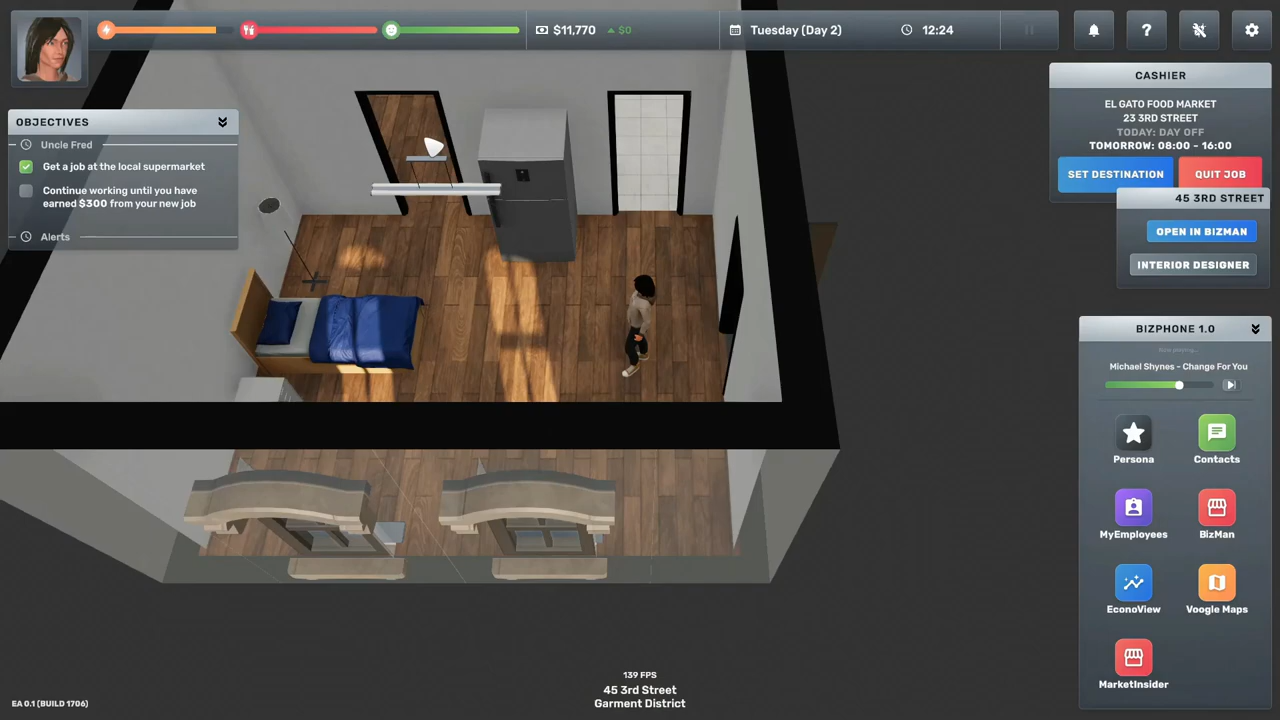 $11,770 $0
Tuesday (Day 2)
12:24
?
OBJECTIVES
Uncle Fred
Get a job at the local supermarket
Continue working until you have
earned $300 from your new job
Alerts
CASHIER
EL GATO FOOD MARKET
23 3RD STREET
TODAY: DAY OFF
TOMORROW: 08:00 - 16:00
SET DESTINATION
QUIT JOB
45 3RD STREET
OPEN IN BIZMAN
INTERIOR DESIGNER
BIZPHONE 1.0
Now playing...
Michael Shynes - Change For You
Persona
Contacts
MyEmployees
BizMan
EconoView
Voogle Maps
MarketInsider
139 FPS
45 3rd Street
Garment District
EA 0.1 (BUILD 1706)